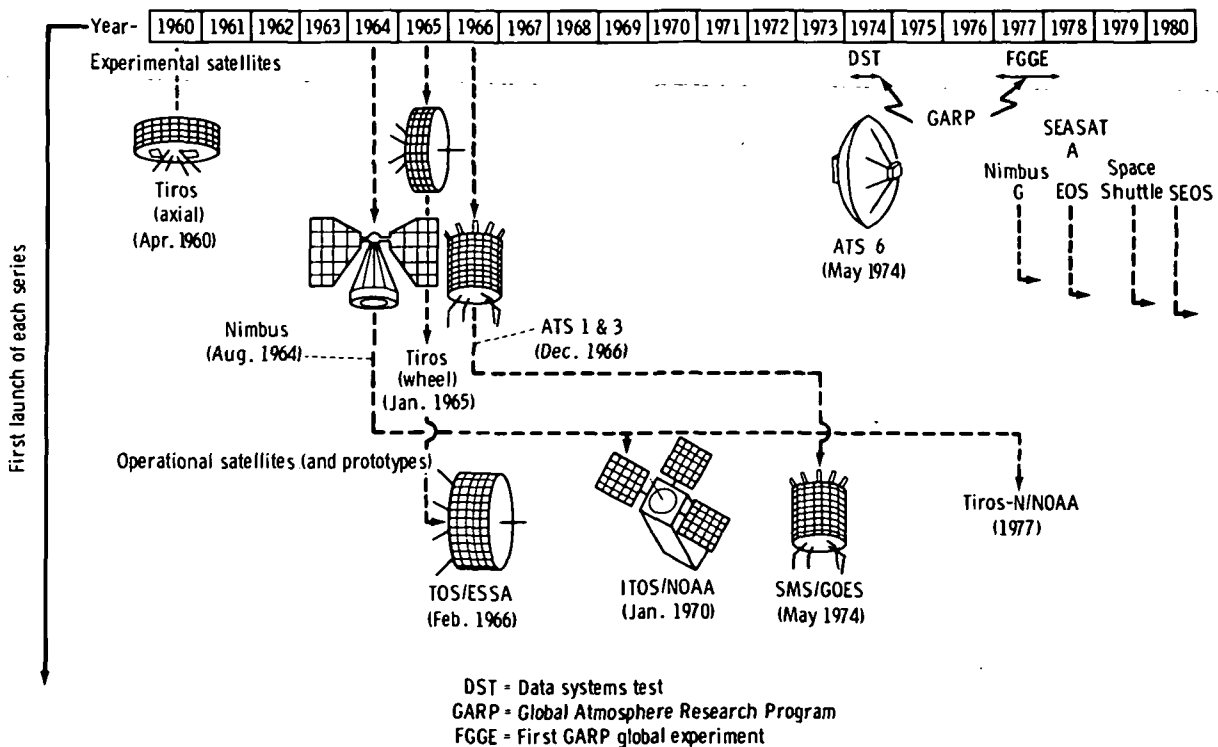 Year- 1960 1961 1962 1963 1964 1965 1966 1967 1968 1969 1970 1971 1972 1973 1974 1975 1976 1977 1978 1979 1980
Experimental satellites
DST
FGGE
GARP
Tiros
(axial)
(Apr. 1960)
SEASAT
A
Nimbus
G
EOS
Space
Shuttle
SEOS
ATS 6
(May 1974)
Nimbus
(Aug. 1964)
Tiros
(wheel)
(Jan. 1965)
ATS 1 & 3
(Dec. 1966)
First launch of each series
Operational satellites (and prototypes)
TOS/ESSA
(Feb. 1966)
ITOS/NOAA
(Jan. 1970)
SMS/GOES
(May 1974)
Tiros-N/NOAA
(1977)
DST = Data systems test
GARP = Global Atmosphere Research Program
FGGE = First GARP global experiment